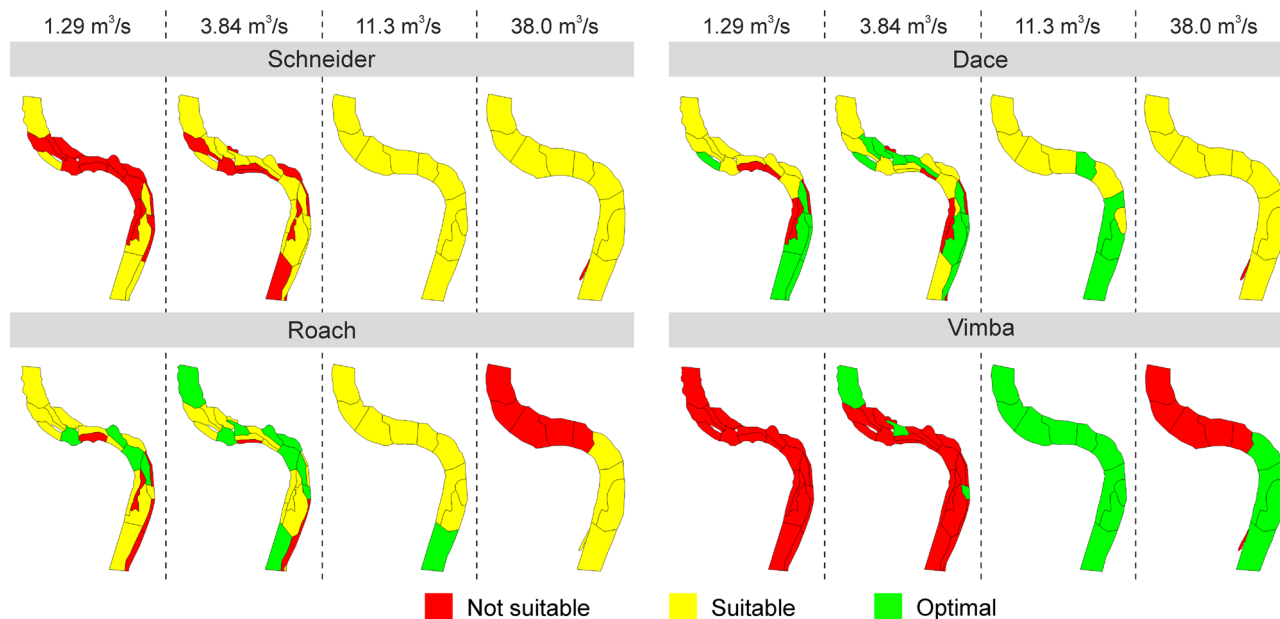 1.29 m³/s 3.84 m³/s 11.3 m³/s 38.0 m³/s 1.29 m³/s 3.84 m³/s 11.3 m³/s 38.0 m³/s
Schneider Dace
Roach Vimba
Not suitable Suitable Optimal